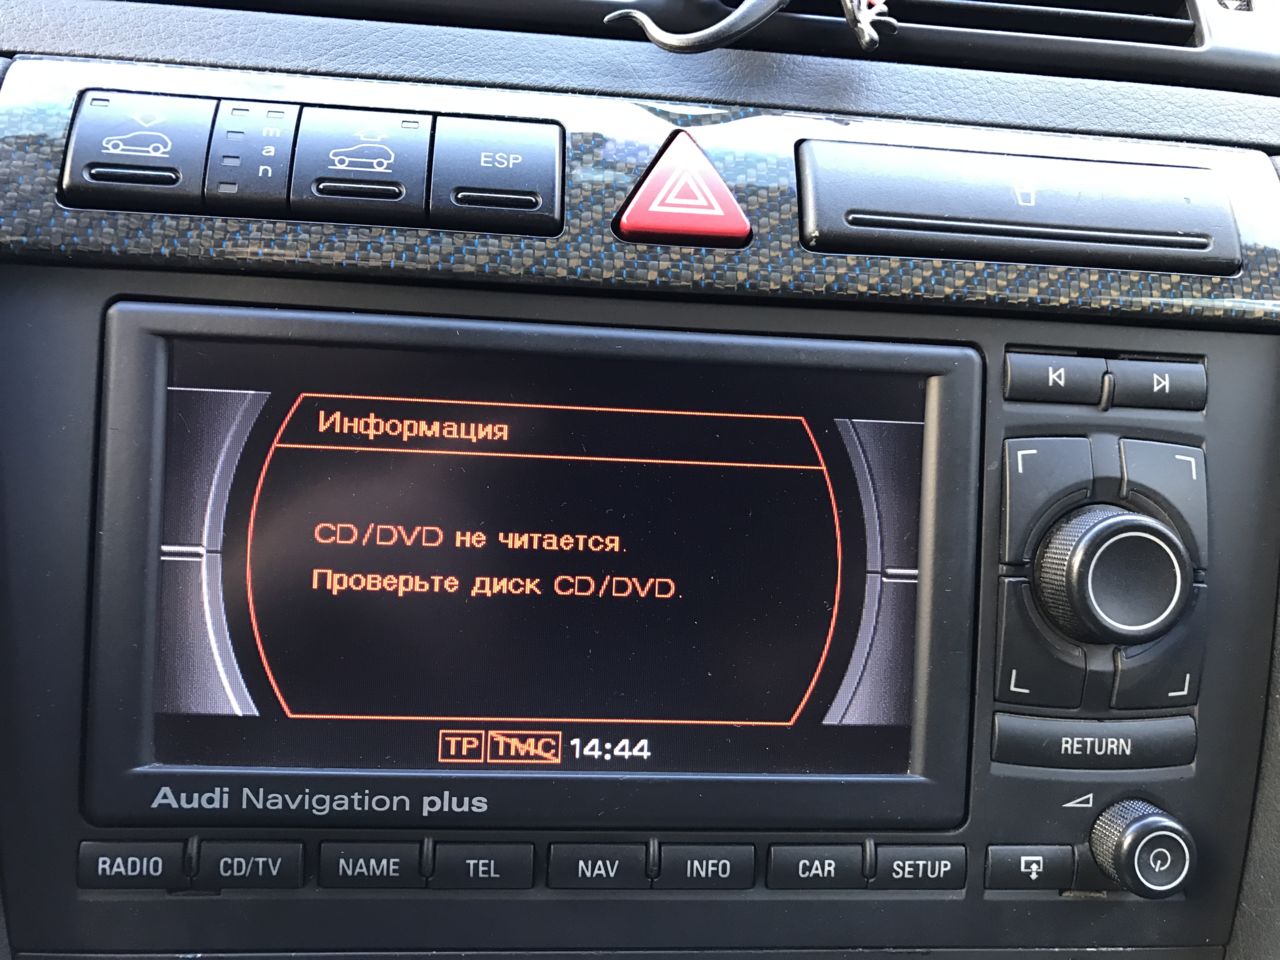 man
ESP
Информация
CD/DVD не читается.
Проверьте диск CD/DVD.
TP TMC 14:44
Audi Navigation plus
RETURN
RADIO CD/TV NAME TEL NAV INFO CAR SETUP